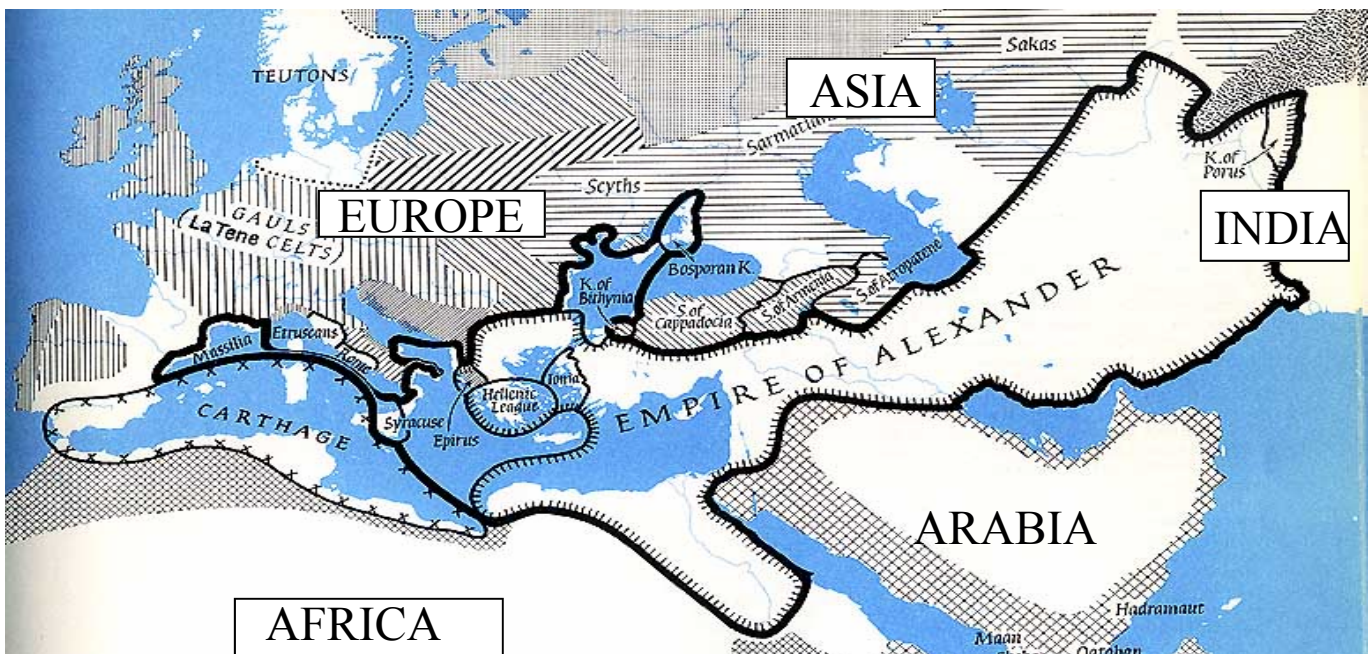 TEUTONS
Sakas
ASIA
Sarmatians
Scyths
EUROPE
GAULS
(La Tene CELTS)
K. of
Porus
INDIA
Bosporan K.
K. of
Bithynia
S. of
Cappadocia
S. of Armenia
S. of Atropatene
Massilia
Etruscans
Rome
Ionia
Hellenic
League
Syracuse
Epirus
CARTHAGE
EMPIRE OF ALEXANDER
ARABIA
AFRICA
Hadramaut
Maan
Qataban